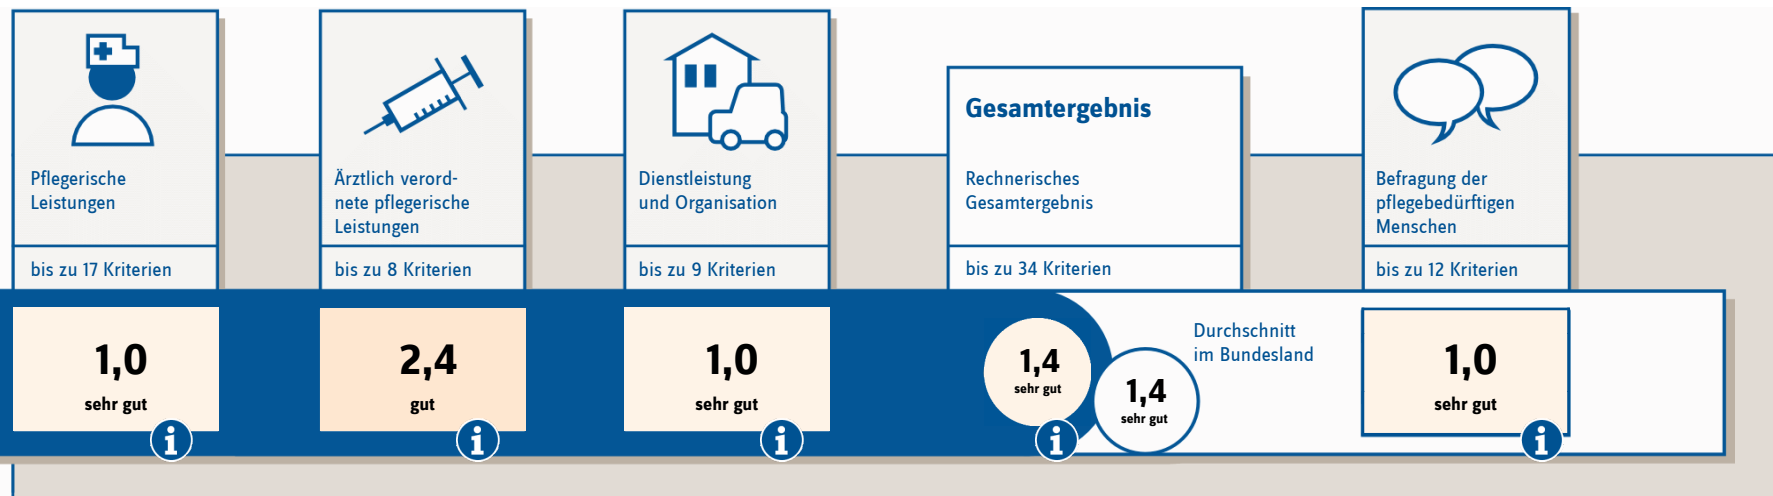 Pflegerische
Leistungen
bis zu 17 Kriterien
1,0
sehr gut
i
Ärztlich verord-
nete pflegerische
Leistungen
bis zu 8 Kriterien
2,4
gut
i
Dienstleistung
und Organisation
bis zu 9 Kriterien
1,0
sehr gut
i
Gesamtergebnis
Rechnerisches
Gesamtergebnis
bis zu 34 Kriterien
1,4
sehr gut
i
1,4
sehr gut
Durchschnitt
im Bundesland
Befragung der
pflegebedürftigen
Menschen
bis zu 12 Kriterien
1,0
sehr gut
i